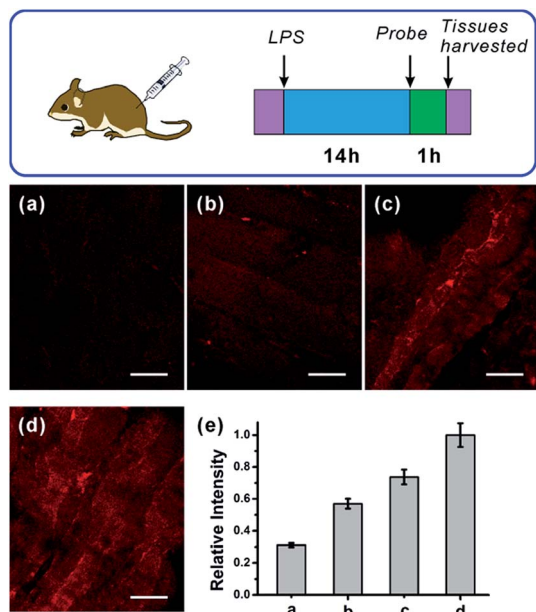 LPS
Probe
Tissues
harvested
14h
1h
(a)
(b)
(c)
(d)
(e)
Relative Intensity
1.0
0.8
0.6
0.4
0.2
0.0
a b c d